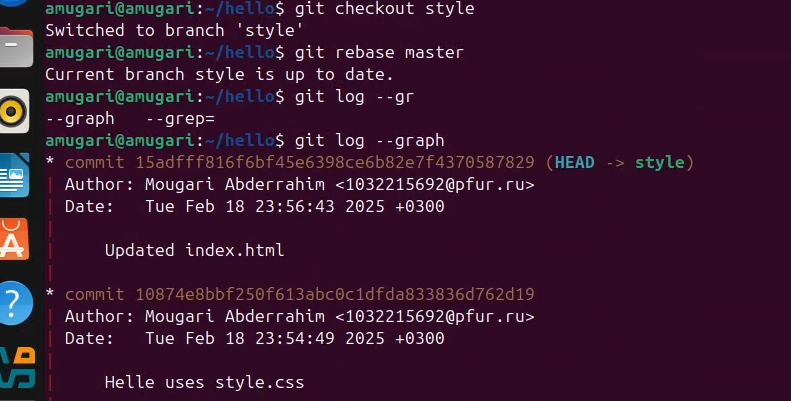 amugari@amugari:~/hello$ git checkout style
Switched to branch 'style'
amugari@amugari:~/hello$ git rebase master
Current branch style is up to date.
amugari@amugari:~/hello$ git log --gr
--graph   --grep=
amugari@amugari:~/hello$ git log --graph
* commit 15adfff816f6bf45e6398ce6b82e7f4370587829 (HEAD -> style)
| Author: Mougari Abderrahim <1032215692@pfur.ru>
| Date:   Tue Feb 18 23:56:43 2025 +0300
|
|     Updated index.html
|
* commit 10874e8bbf250f613abc0c1dfda833836d762d19
| Author: Mougari Abderrahim <1032215692@pfur.ru>
| Date:   Tue Feb 18 23:54:49 2025 +0300
|
|     Helle uses style.css